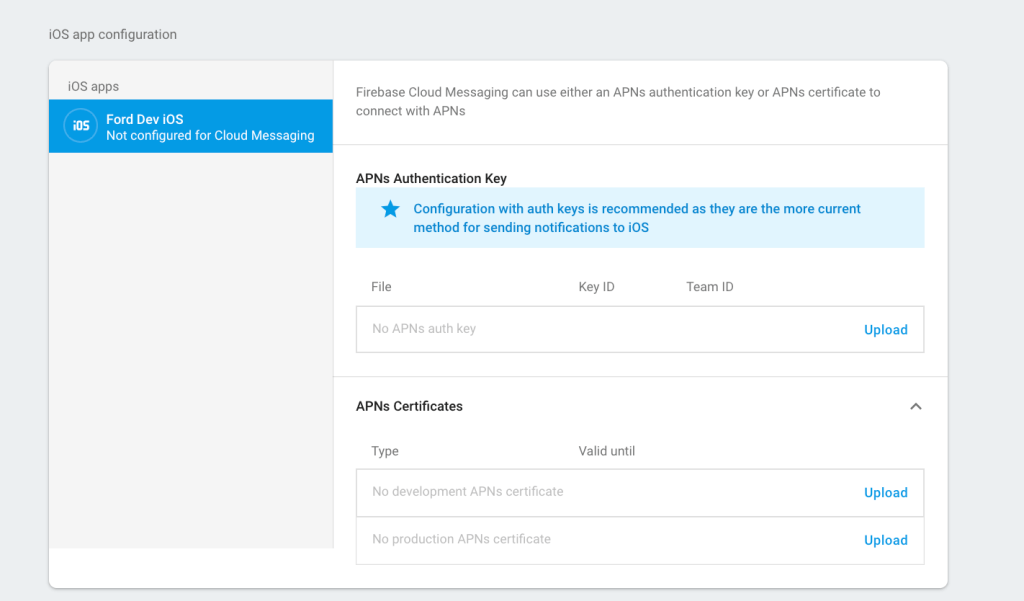 iOS app configuration
iOS apps
iOS
Ford Dev iOS
Not configured for Cloud Messaging
Firebase Cloud Messaging can use either an APNs authentication key or APNs certificate to
connect with APNs
APNs Authentication Key
Configuration with auth keys is recommended as they are the more current
method for sending notifications to iOS
File Key ID Team ID
No APNs auth key Upload
APNs Certificates
Type Valid until
No development APNs certificate Upload
No production APNs certificate Upload